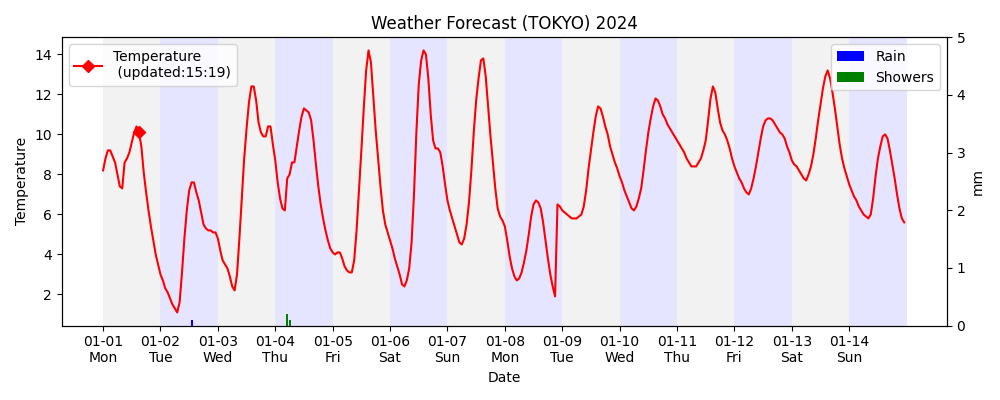 Weather Forecast (TOKYO) 2024
Temperature
(updated:15:19)
Rain
Showers
Temperature
14
12
10
8
6
4
2
5
4
3
2
1
0
mm
01-01 01-02 01-03 01-04 01-05 01-06 01-07 01-08 01-09 01-10 01-11 01-12 01-13 01-14
Mon Tue Wed Thu Fri Sat Sun Mon Tue Wed Thu Fri Sat Sun
Date